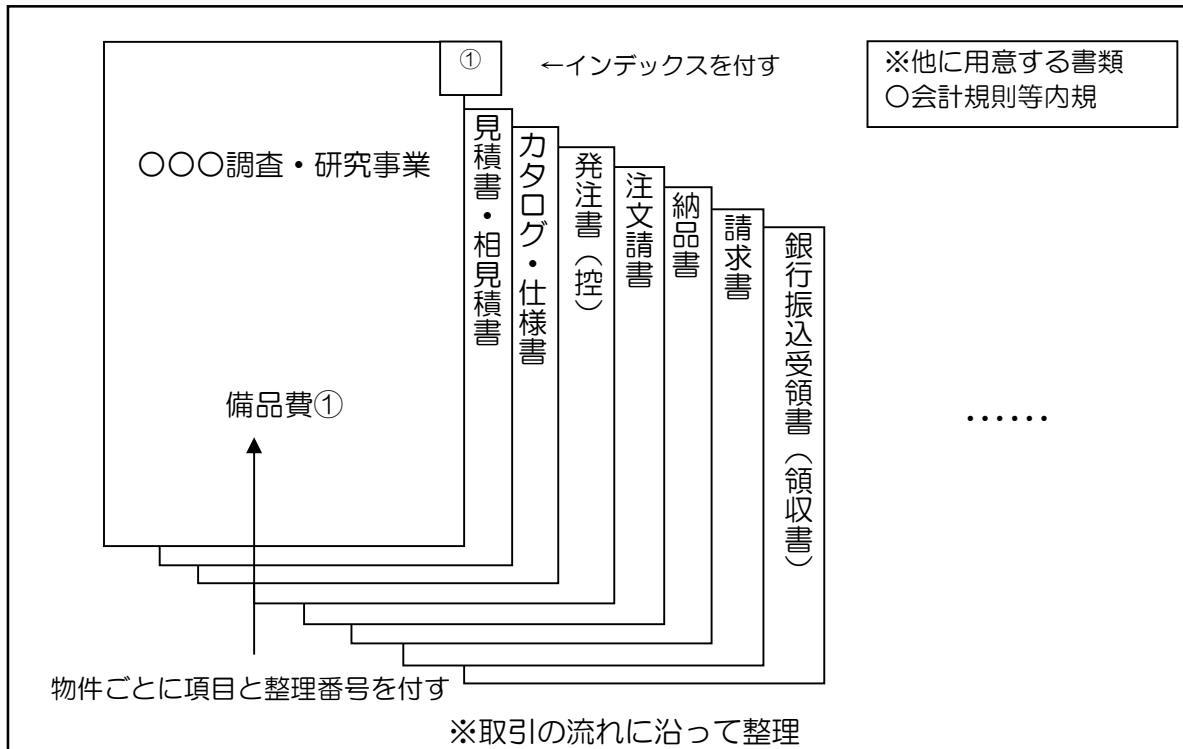 ①
←インデックスを付す
※他に用意する書類
○会計規則等内規
○○○調査・研究事業
見積書・相見積書
カタログ・仕様書
発注書（控）
注文請書
納品書
請求書
銀行振込受領書（領収書）
備品費①
……
物件ごとに項目と整理番号を付す
※取引の流れに沿って整理